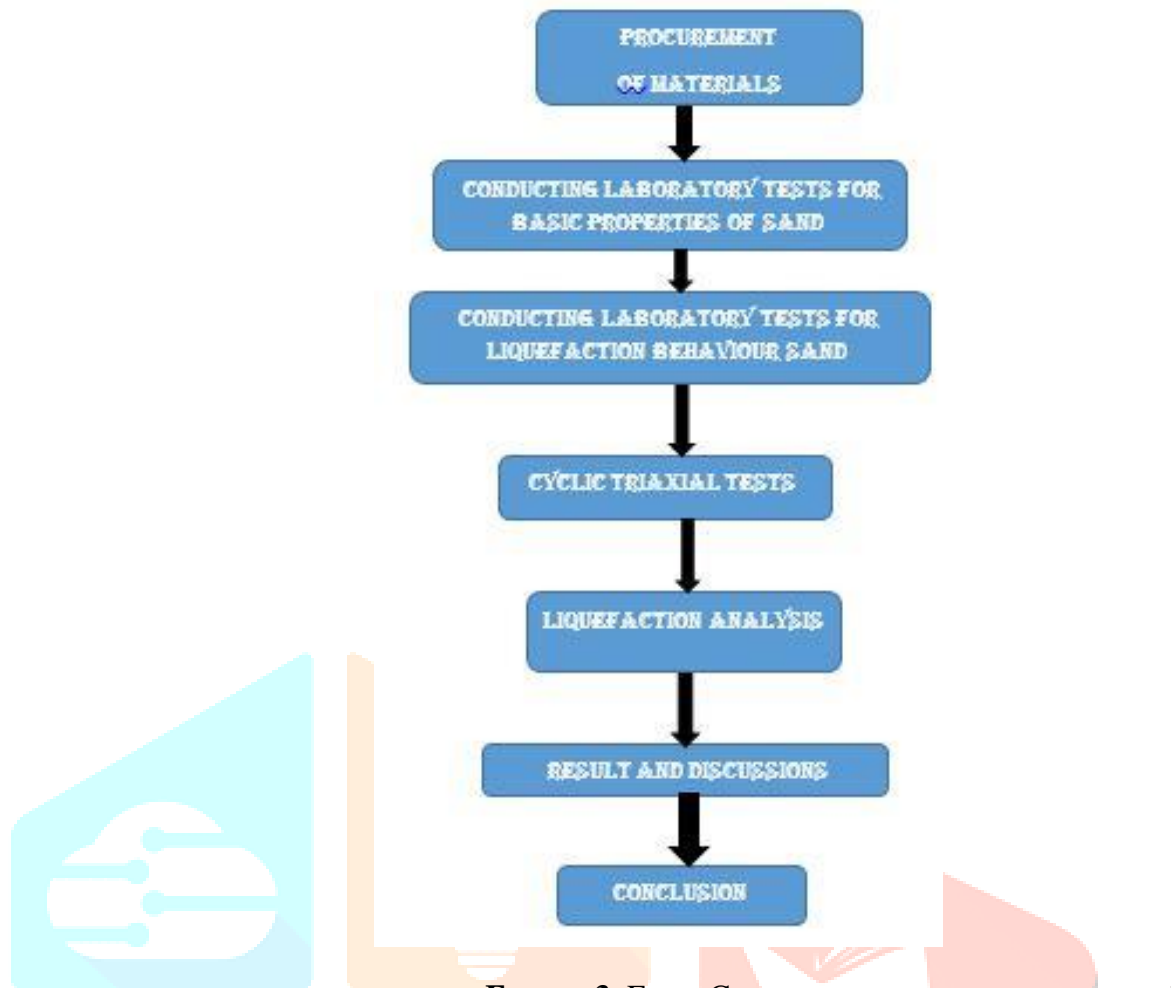 PROCUREMENT
OF MATERIALS
CONDUCTING LABORATORY TESTS FOR
BASIC PROPERTIES OF SAND
CONDUCTING LABORATORY TESTS FOR
LIQUEFACTION BEHAVIOUR SAND
CYCLIC TRIAXIAL TESTS
LIQUEFACTION ANALYSIS
RESULT AND DISCUSSIONS
CONCLUSION